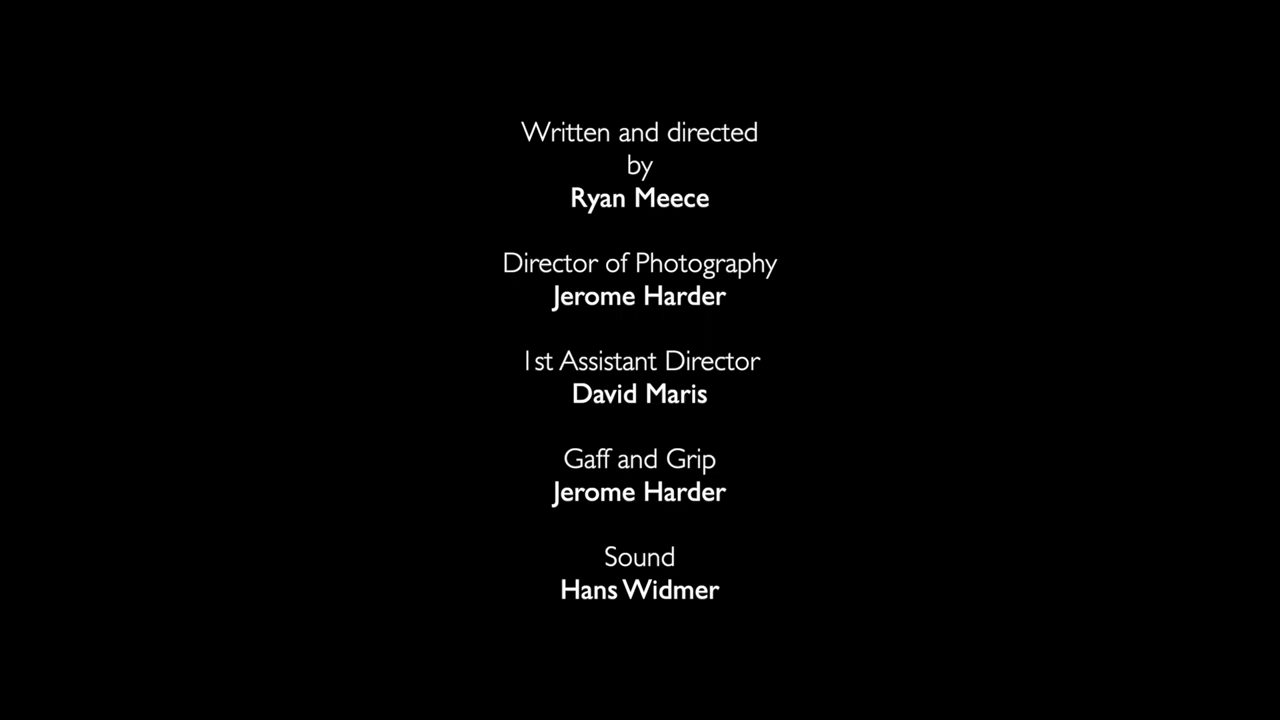 Written and directed
by
Ryan Meece
Director of Photography
Jerome Harder
1st Assistant Director
David Maris
Gaff and Grip
Jerome Harder
Sound
Hans Widmer